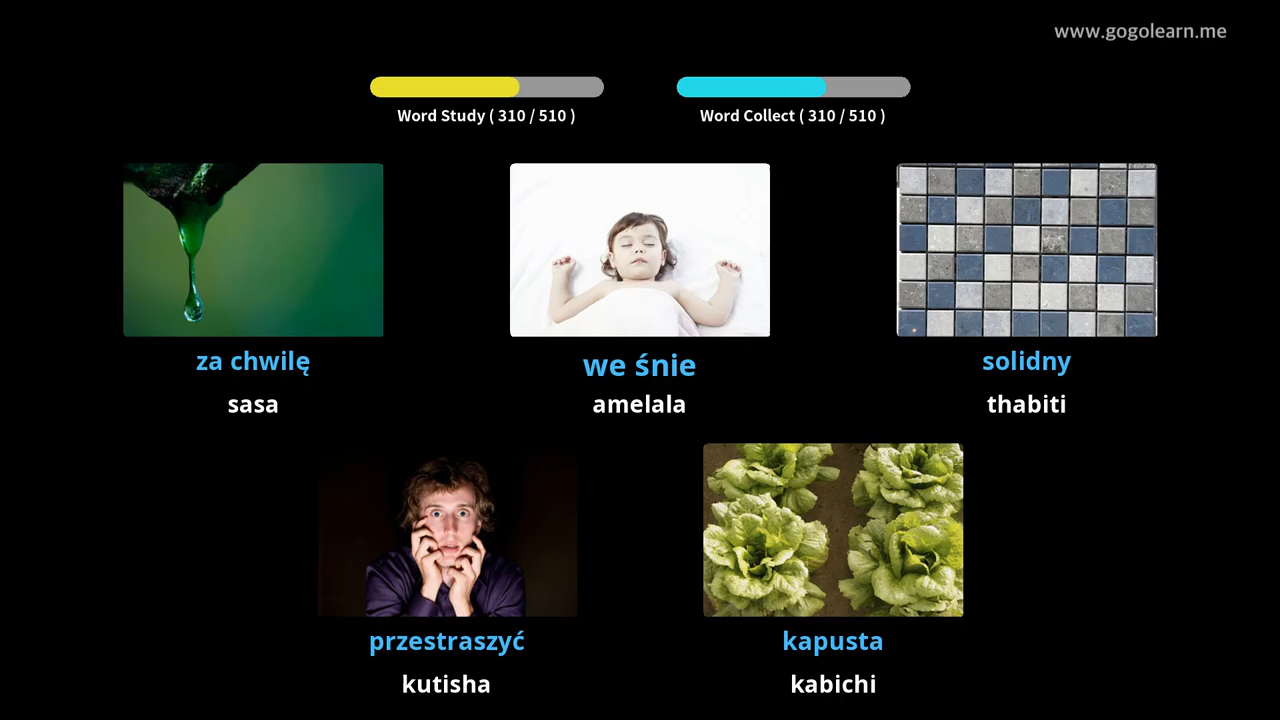 www.gogolearn.me
Word Study ( 310 / 510 )
Word Collect ( 310 / 510 )
za chwilę
we śnie
solidny
sasa
amelala
thabiti
przestraszyć
kapusta
kutisha
kabichi